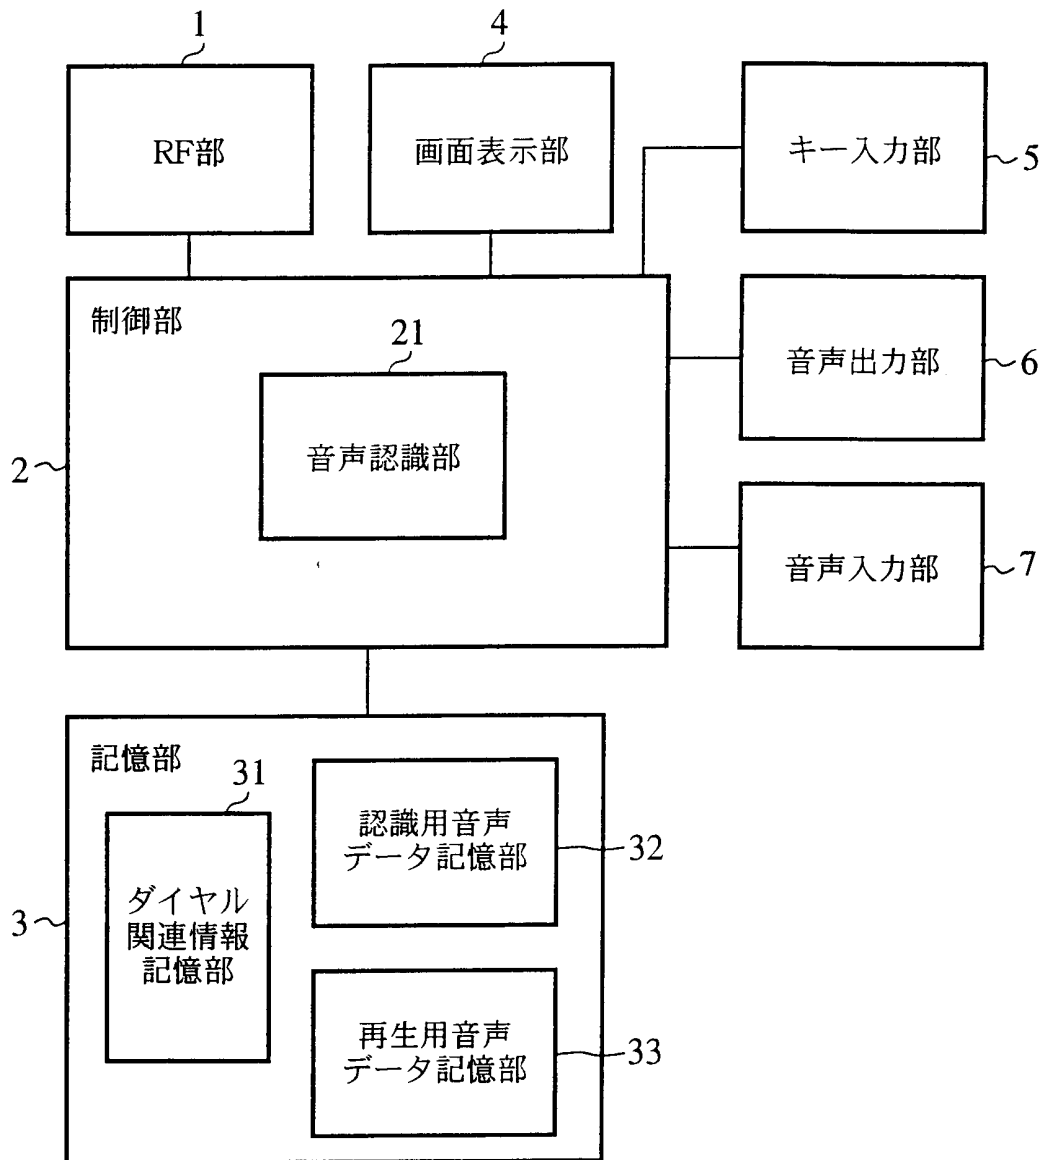 1
4
RF部
画面表示部
キー入力部
5
制御部
21
音声認識部
2
音声出力部
6
音声入力部
7
記憶部
31
ダイヤル
関連情報
記憶部
3
認識用音声
データ記憶部
32
再生用音声
データ記憶部
33